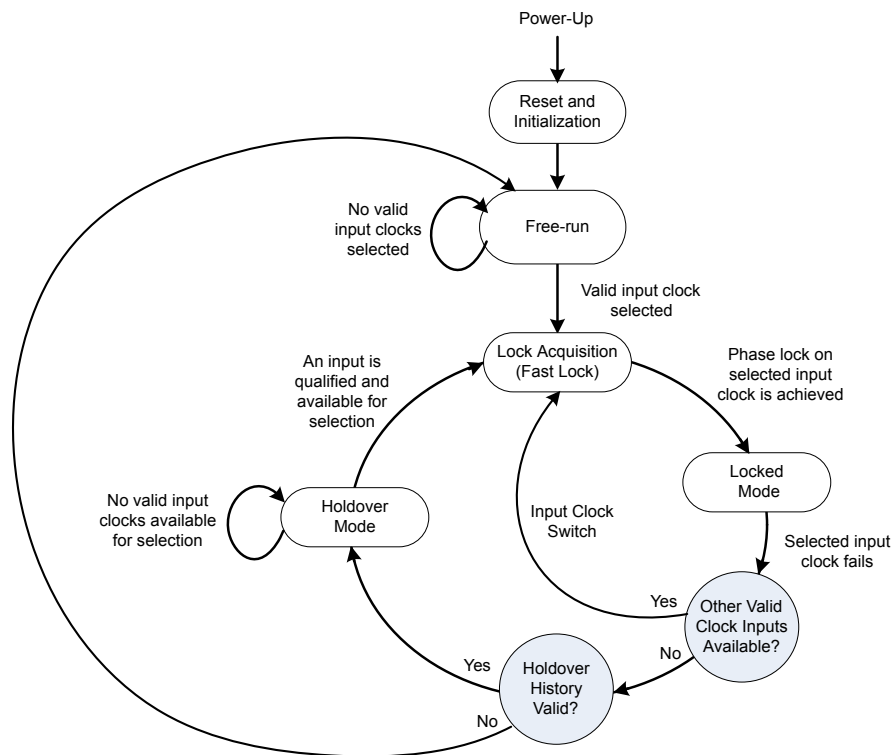 Power-Up
Reset and
Initialization
No valid
input clocks
selected
Free-run
Valid input clock
selected
An input is
qualified and
available for
selection
Lock Acquisition
(Fast Lock)
Phase lock on
selected input
clock is achieved
No valid input
clocks available
for selection
Holdover
Mode
Input Clock
Switch
Locked
Mode
Selected input
clock fails
Yes
Other Valid
Clock Inputs
Available?
No
Yes
Holdover
History
Valid?
No